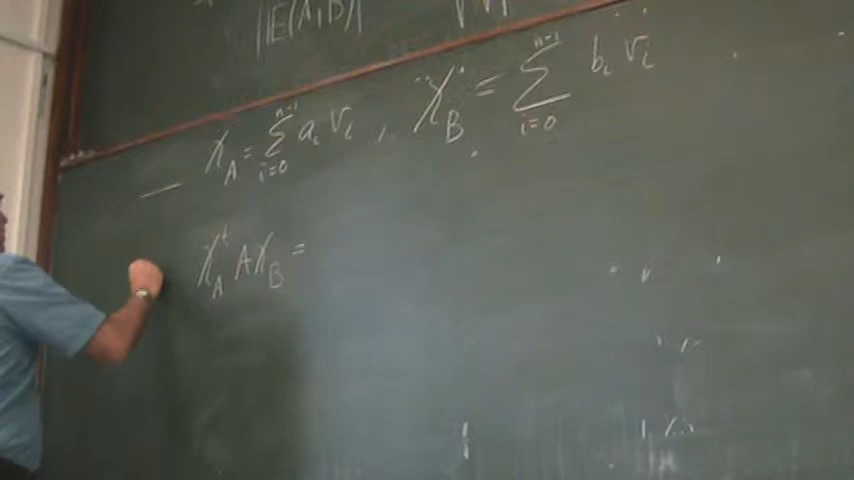 |E(A,B)|
χ_A = Σ_{i=0}^{n-1} a_i v_i , χ_B = Σ_{i=0}^{n-1} b_i v_i
χ_A^t A χ_B =